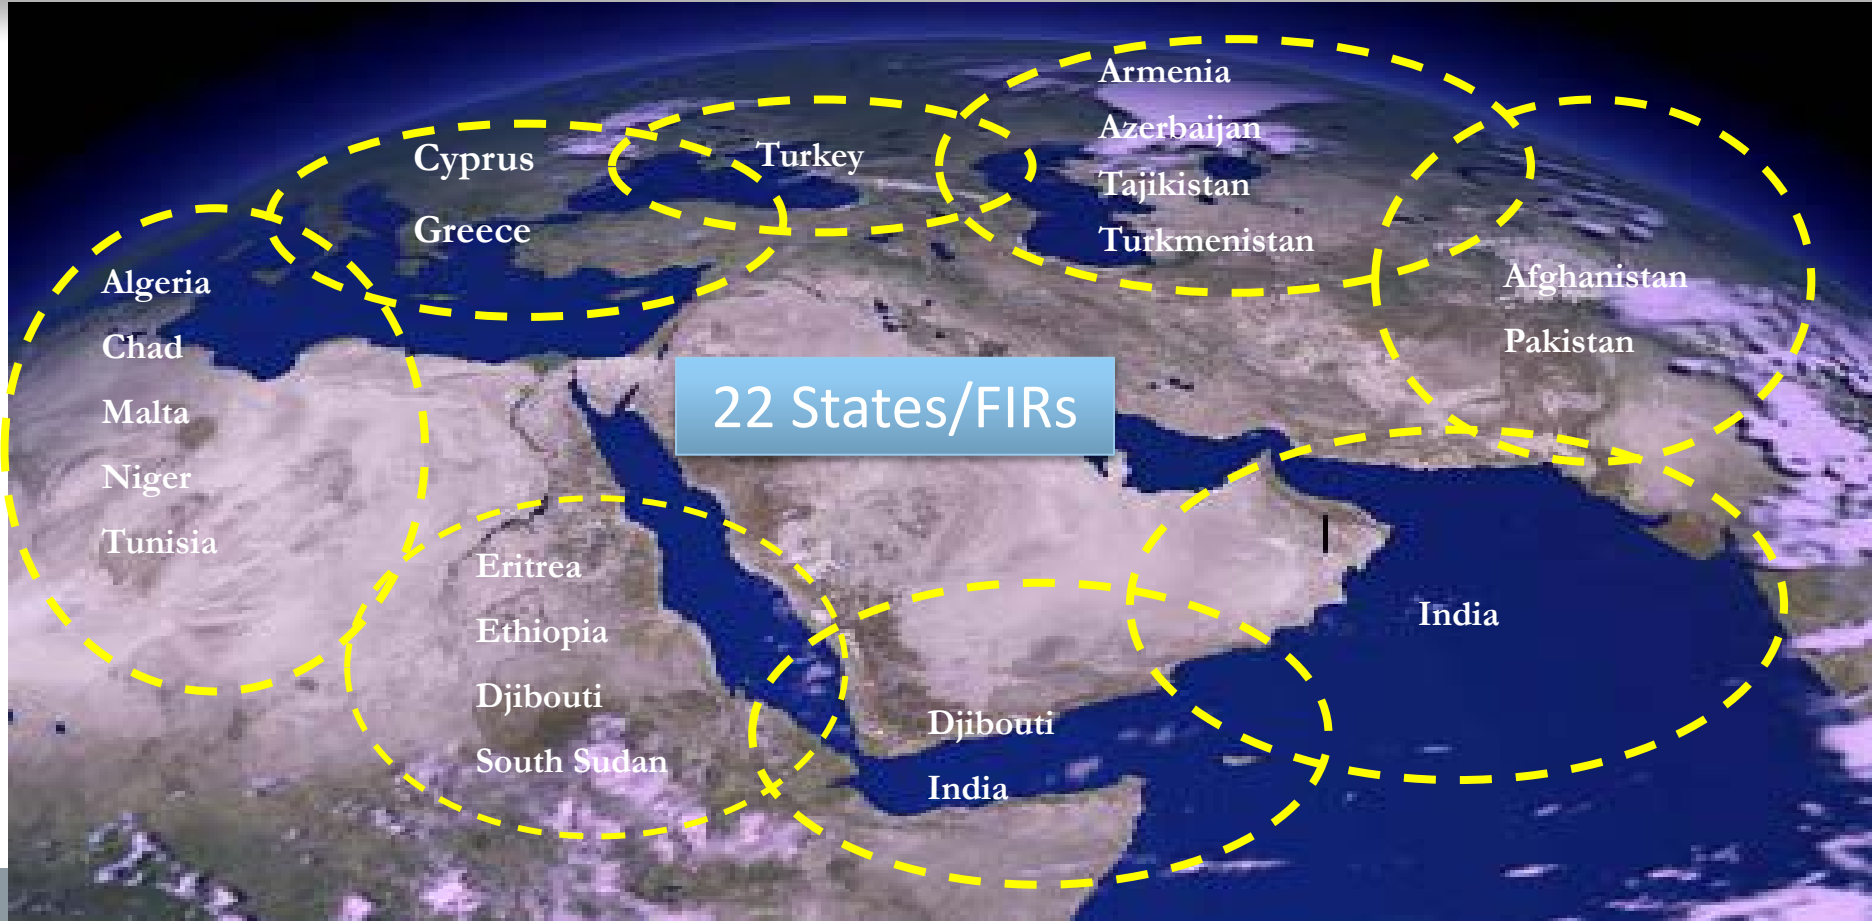 Armenia
Azerbaijan
Tajikistan
Turkmenistan
Cyprus
Greece
Turkey
Algeria
Chad
Malta
Niger
Tunisia
Afghanistan
Pakistan
22 States/FIRs
Eritrea
Ethiopia
Djibouti
South Sudan
Djibouti
India
India